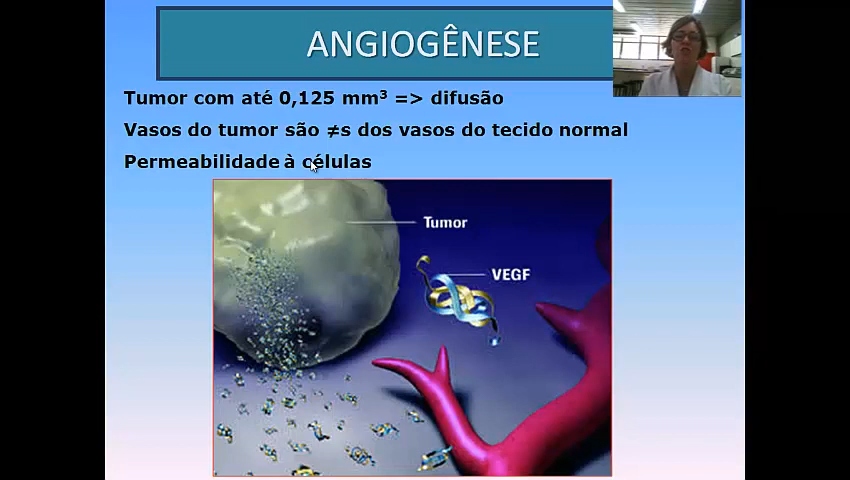 ANGIOGÊNESE
Tumor com até 0,125 mm³ => difusão
Vasos do tumor são ≠s dos vasos do tecido normal
Permeabilidade à células
Tumor
VEGF